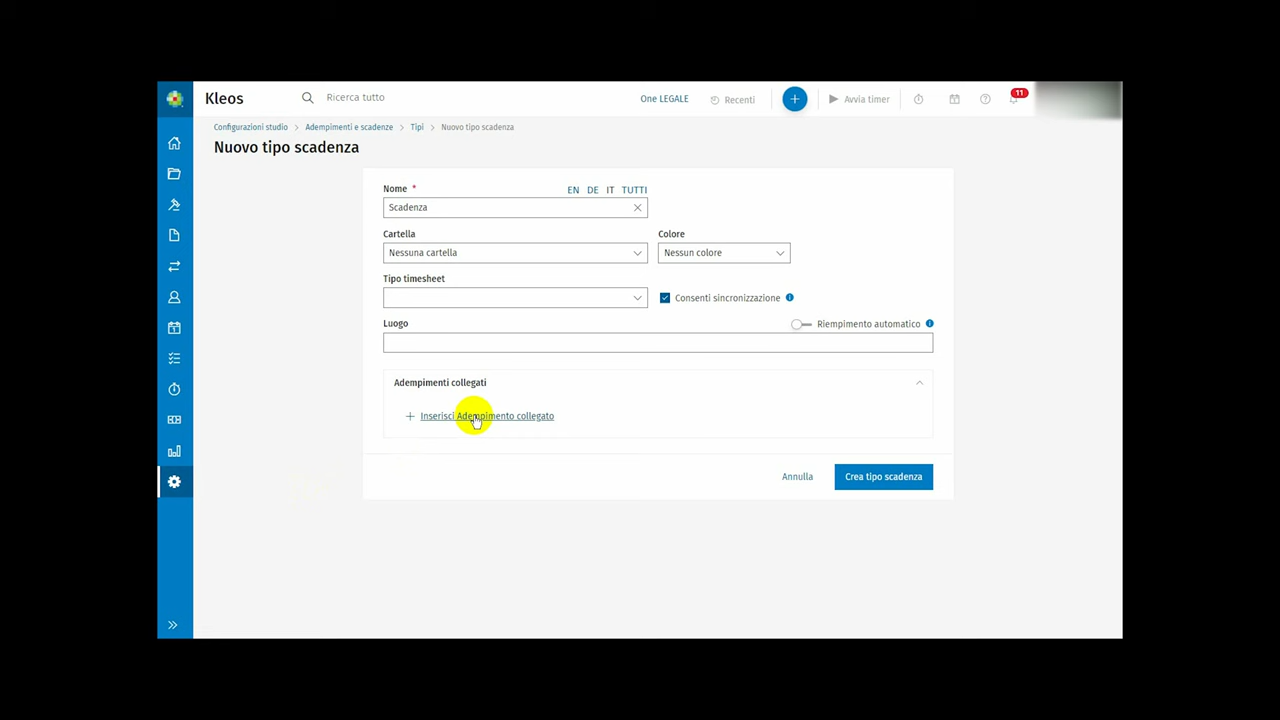 Kleos
Ricerca tutto
One LEGALE
Recenti
Avvia timer
11
Configurazioni studio > Adempimenti e scadenze > Tipi > Nuovo tipo scadenza
Nuovo tipo scadenza
Nome *
EN DE IT TUTTI
Scadenza
Cartella
Colore
Nessuna cartella
Nessun colore
Tipo timesheet
Consenti sincronizzazione
Luogo
Riempimento automatico
Adempimenti collegati
+ Inserisci Adempimento collegato
Annulla
Crea tipo scadenza